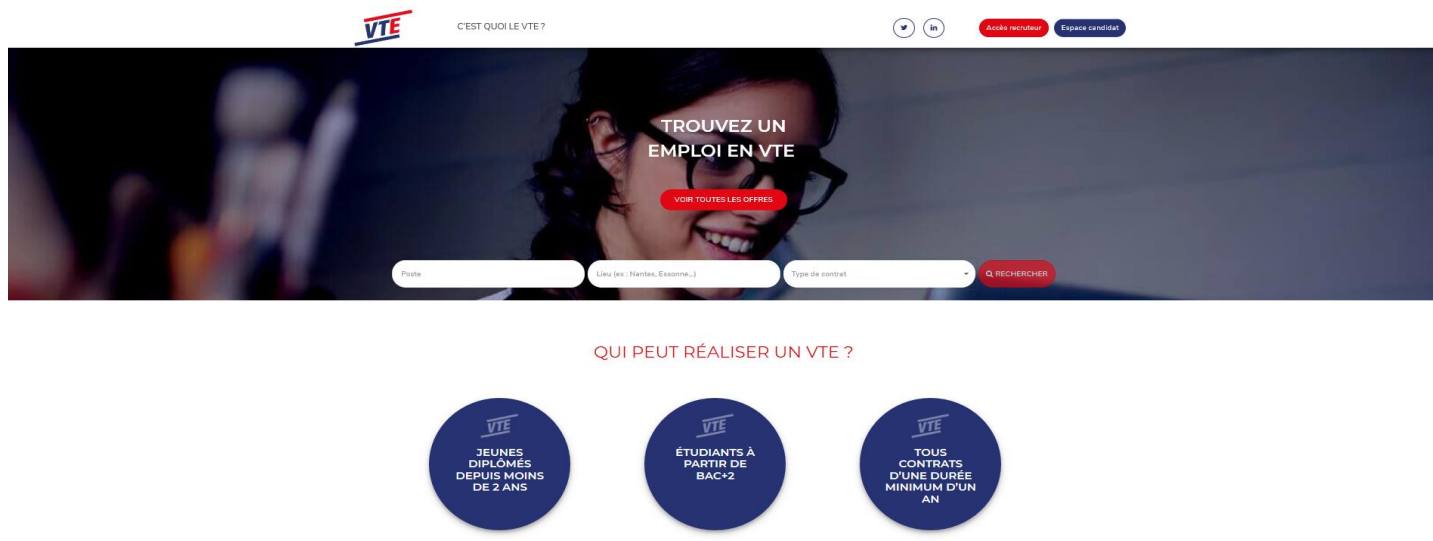 VTE
C'EST QUOI LE VTE ?
in
Accès recruteur
Espace candidat
TROUVEZ UN
EMPLOI EN VTE
VOIR TOUTES LES OFFRES
Poste
Lieu (ex : Nantes, Essonne...)
Type de contrat
RECHERCHER
QUI PEUT RÉALISER UN VTE ?
VTE
JEUNES
DIPLÔMÉS
DEPUIS MOINS
DE 2 ANS
VTE
ÉTUDIANTS À
PARTIR DE
BAC+2
VTE
TOUS
CONTRATS
D'UNE DURÉE
MINIMUM D'UN
AN